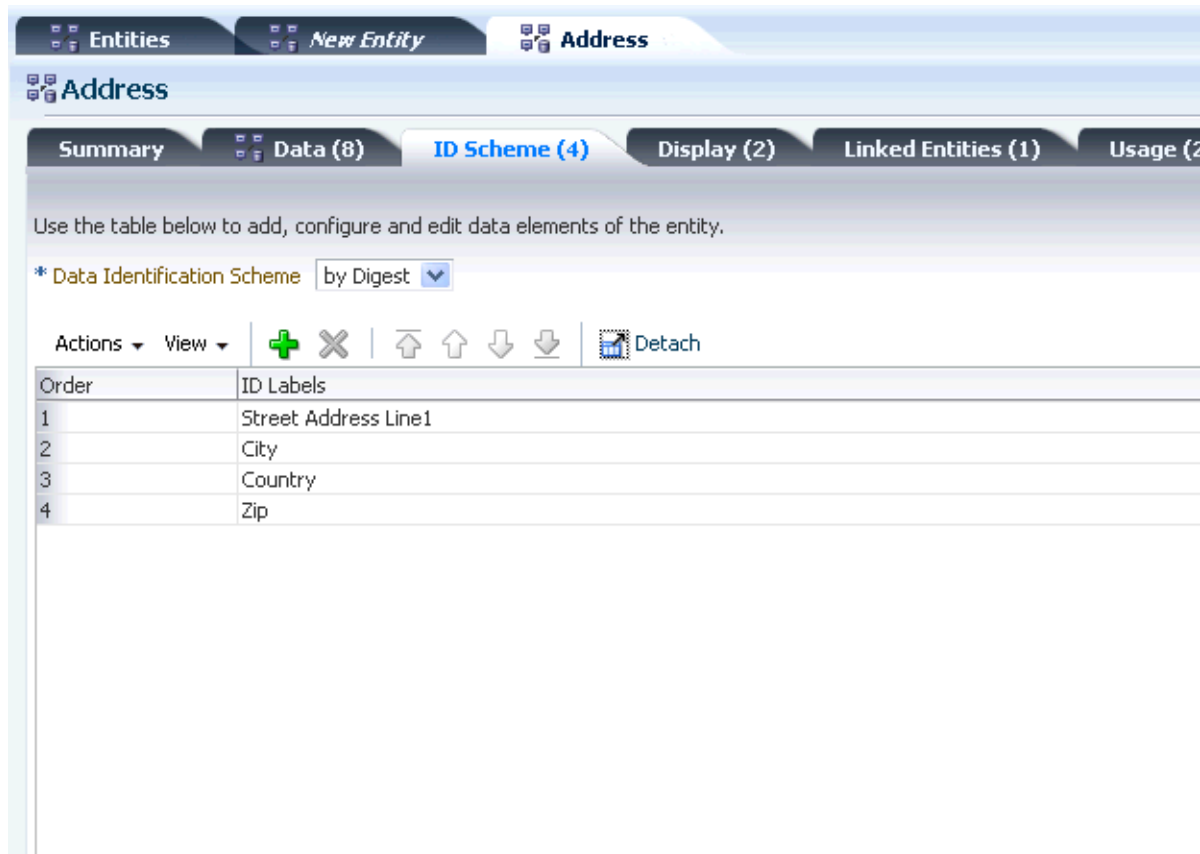 Entities New Entity Address
Address
Summary Data (8) ID Scheme (4) Display (2) Linked Entities (1) Usage (2
Use the table below to add, configure and edit data elements of the entity.
* Data Identification Scheme by Digest
Actions View Detach
Order ID Labels
1 Street Address Line1
2 City
3 Country
4 Zip